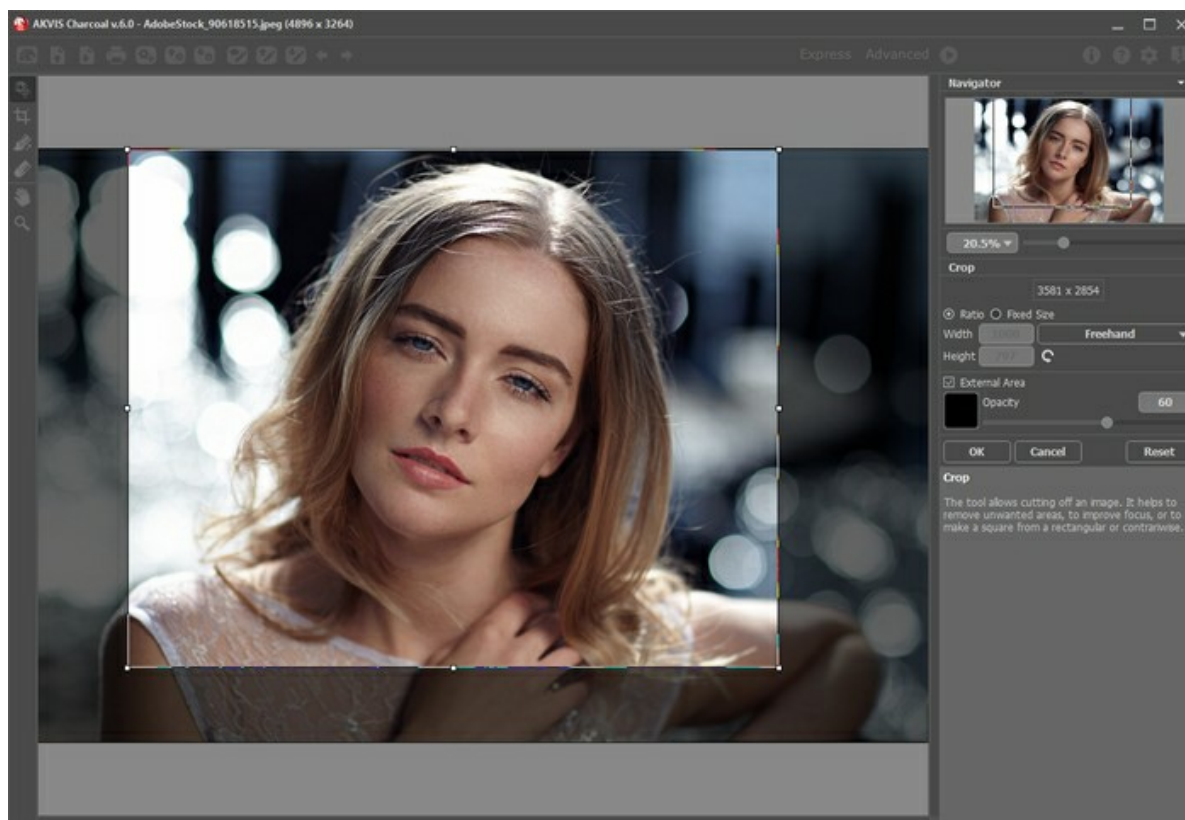 AKVIS Charcoal v.6.0 - AdobeStock_90618515.jpeg (4896 x 3264)
Express Advanced
Navigator
20.5%
Crop
3581 x 2854
Ratio Fixed Size
Width Freehand
Height
External Area
Opacity 60
OK Cancel Reset
Crop
The tool allows cutting off an image. It helps to
remove unwanted areas, to improve focus, or to
make a square from a rectangular or contrariwise.